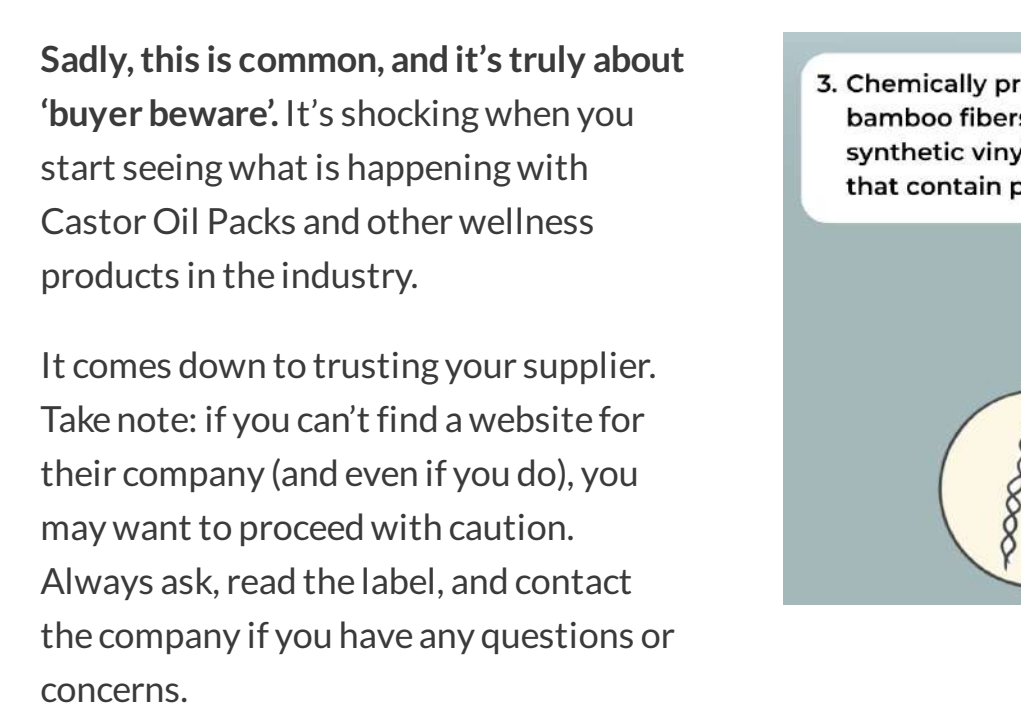 Sadly, this is common, and it’s truly about
‘buyer beware’. It’s shocking when you
start seeing what is happening with
Castor Oil Packs and other wellness
products in the industry.
It comes down to trusting your supplier.
Take note: if you can’t find a website for
their company (and even if you do), you
may want to proceed with caution.
Always ask, read the label, and contact
the company if you have any questions or
concerns.
3. Chemically
bamboo
synthetic
that contain